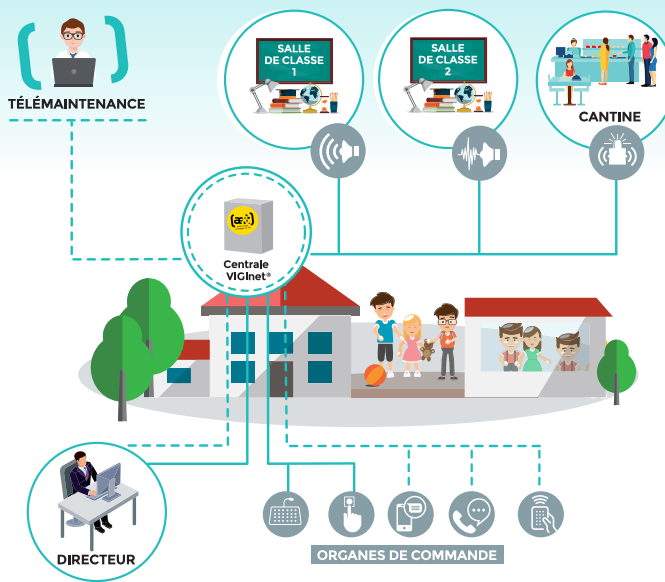 TÉLÉMAINTENANCE
SALLE
DE CLASSE
1
SALLE
DE CLASSE
2
CANTINE
Centrale
VIGInet®
DIRECTEUR
ORGANES DE COMMANDE